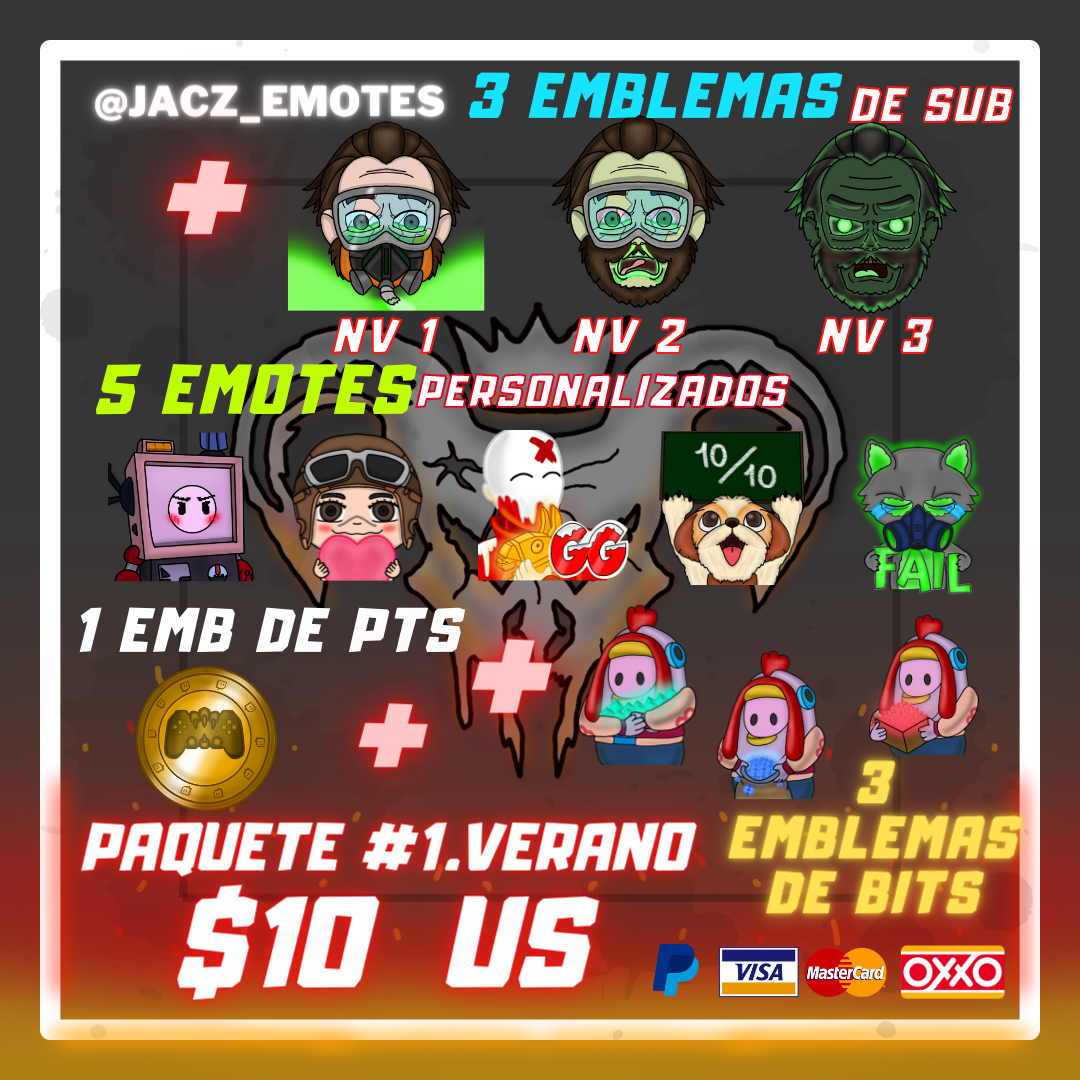 @JACZ_EMOTES 3 EMBLEMAS DE SUB
NV 1 NV 2 NV 3
5 EMOTES PERSONALIZADOS
10/10
GG
FAIL
1 EMB DE PTS
3
EMBLEMAS
DE BITS
PAQUETE #1.VERANO
$10 US
VISA MasterCard OXXO